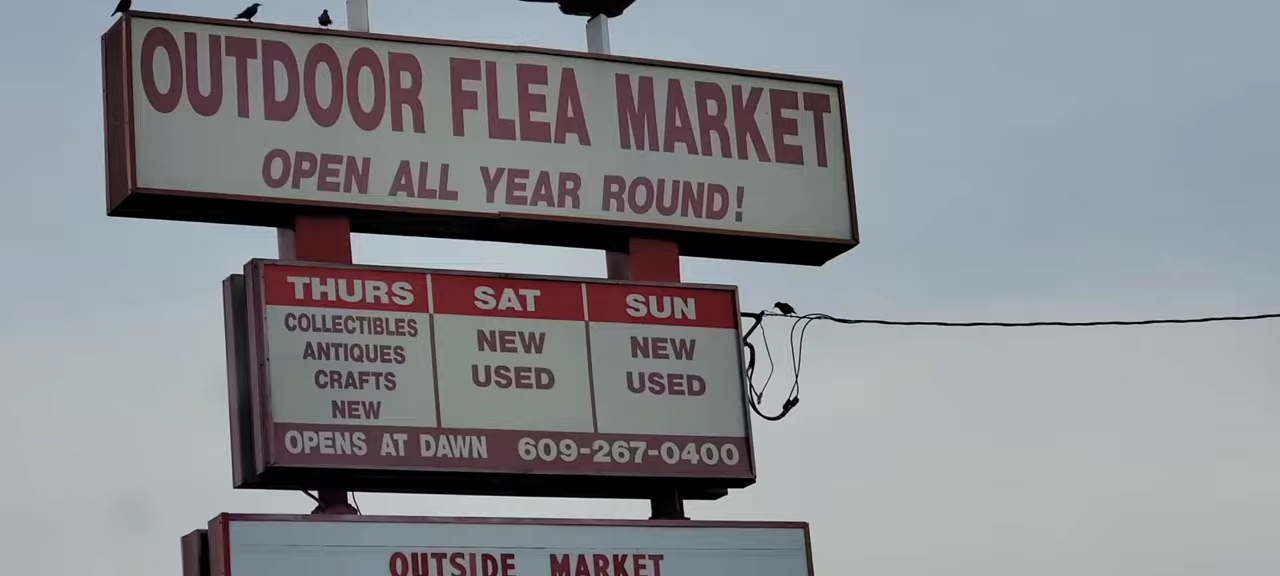 OUTDOOR FLEA MARKET
OPEN ALL YEAR ROUND!
THURS
COLLECTIBLES
ANTIQUES
CRAFTS
NEW
SAT
NEW
USED
SUN
NEW
USED
OPENS AT DAWN 609-267-0400
OUTSIDE MARKET